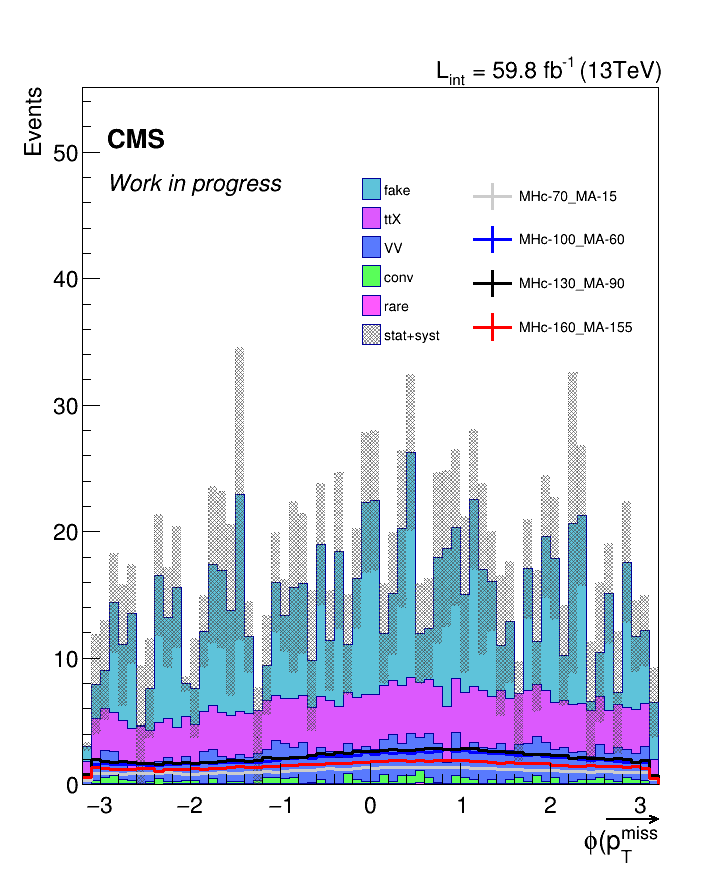 L_int = 59.8 fb^-1 (13TeV)
Events
CMS
Work in progress
fake
ttX
VV
conv
rare
stat+syst
MHc-70_MA-15
MHc-100_MA-60
MHc-130_MA-90
MHc-160_MA-155
50
40
30
20
10
0
−3 −2 −1 0 1 2 3
ϕ(p_T^miss